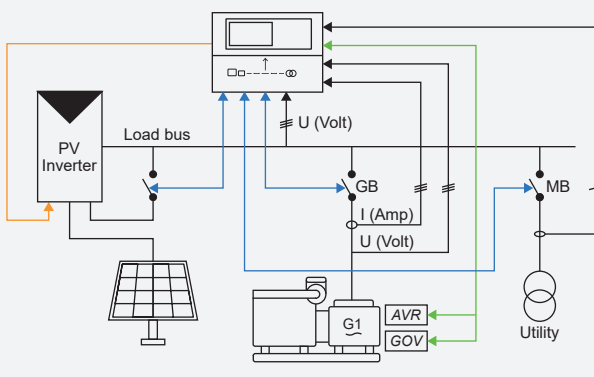 U (Volt)
Load bus
PV
Inverter
GB
MB
I (Amp)
U (Volt)
G1
AVR
GOV
Utility